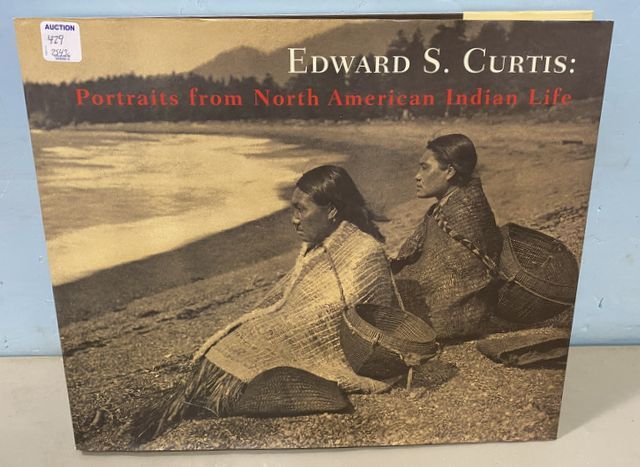 AUCTION
429
EDWARD S. CURTIS:
Portraits from North American Indian Life